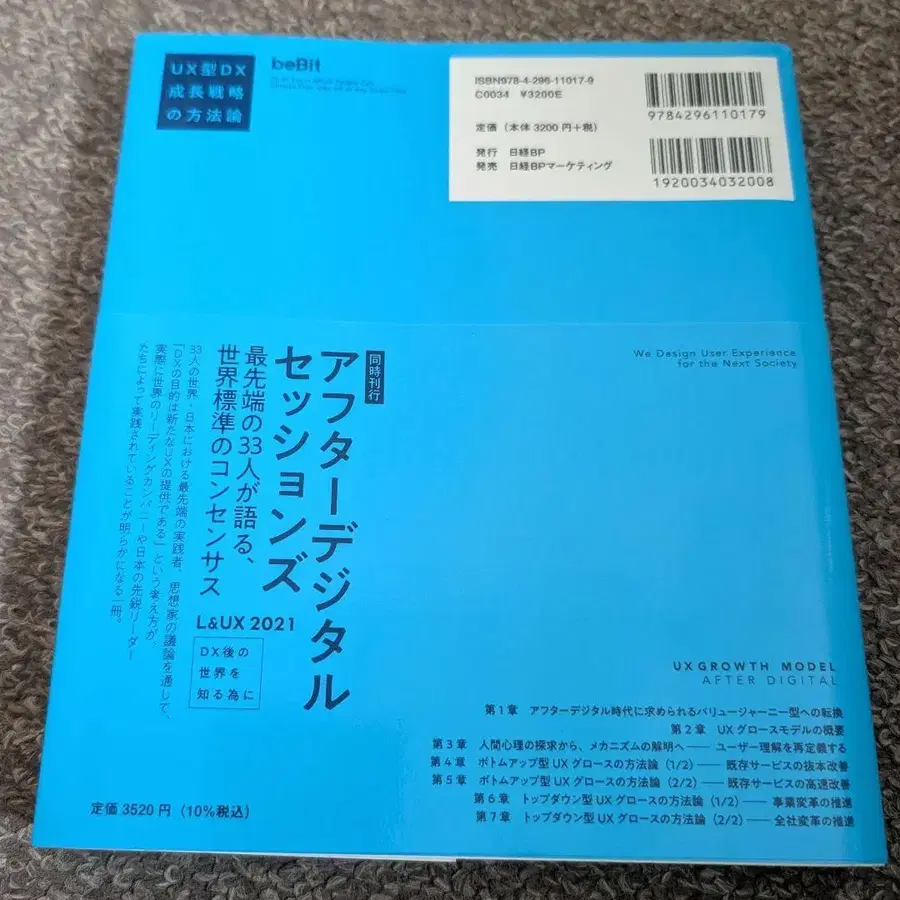 UX型DX
成長戦略
の方法論
beBit
ISBN978-4-296-11017-9
C0034 ¥3200E
定価（本体 3200 円＋税）
発行 日経BP
発売 日経BPマーケティング
9784296110179
1920034032008
We Design User Experience
for the Next Society
同時刊行
アフターデジタル
セッションズ
最先端の33人が語る、
世界標準のコンセンサス
33人の世界・日本における最先端の実践者、思想家の議論を通じて、
「DXの目的は新たなUXの提供である」という考え方が、
実際に世界のリーディングカンパニーや日本の先鋭リーダー
たちによって実践されていることが明らかになる一冊。
L&UX 2021
DX後の
世界を
知る為に
定価 3520 円（10%税込）
UX GROWTH MODEL
AFTER DIGITAL
第1章 アフターデジタル時代に求められるバリュージャーニー型への転換
第2章 UXグロースモデルの概要
第3章 人間心理の探求から、メカニズムの解明へ── ユーザー理解を再定義する
第4章 ボトムアップ型UXグロースの方法論（1/2）── 既存サービスの抜本改善
第5章 ボトムアップ型UXグロースの方法論（2/2）── 既存サービスの高速改善
第6章 トップダウン型UXグロースの方法論（1/2）── 事業変革の推進
第7章 トップダウン型UXグロースの方法論（2/2）── 全社変革の推進